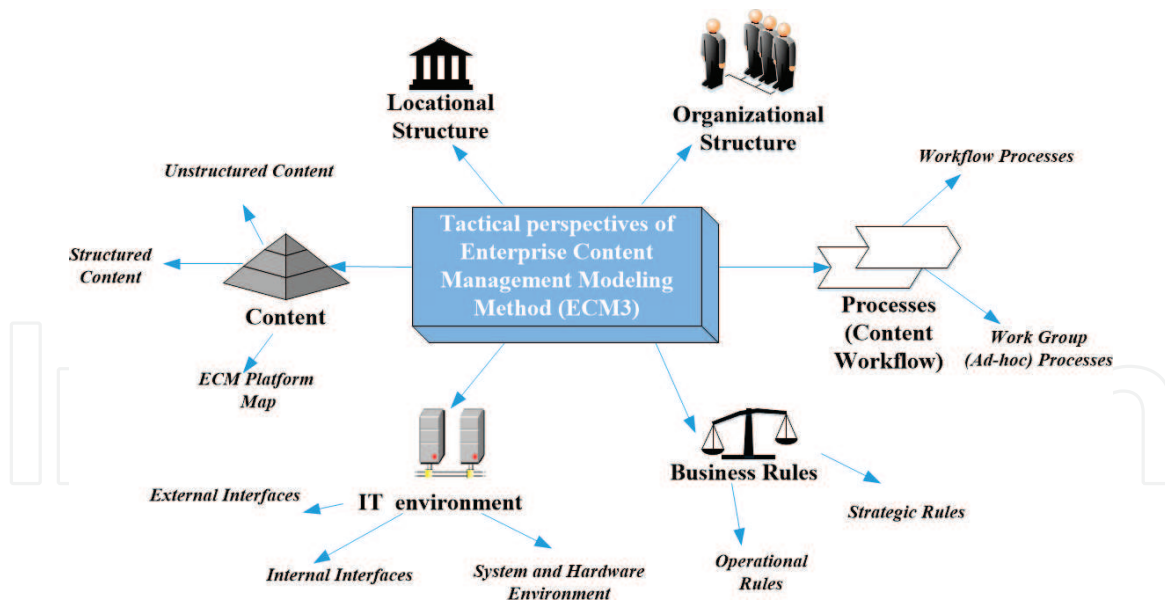 Locational
Structure
Organizational
Structure
Unstructured Content
Workflow Processes
Tactical perspectives of
Enterprise Content
Management Modeling
Method (ECM3)
Structured
Content
Content
Processes
(Content
Workflow)
Work Group
(Ad-hoc) Processes
ECM Platform
Map
Business Rules
External Interfaces
IT environment
Strategic Rules
Internal Interfaces
System and Hardware
Environment
Operational
Rules